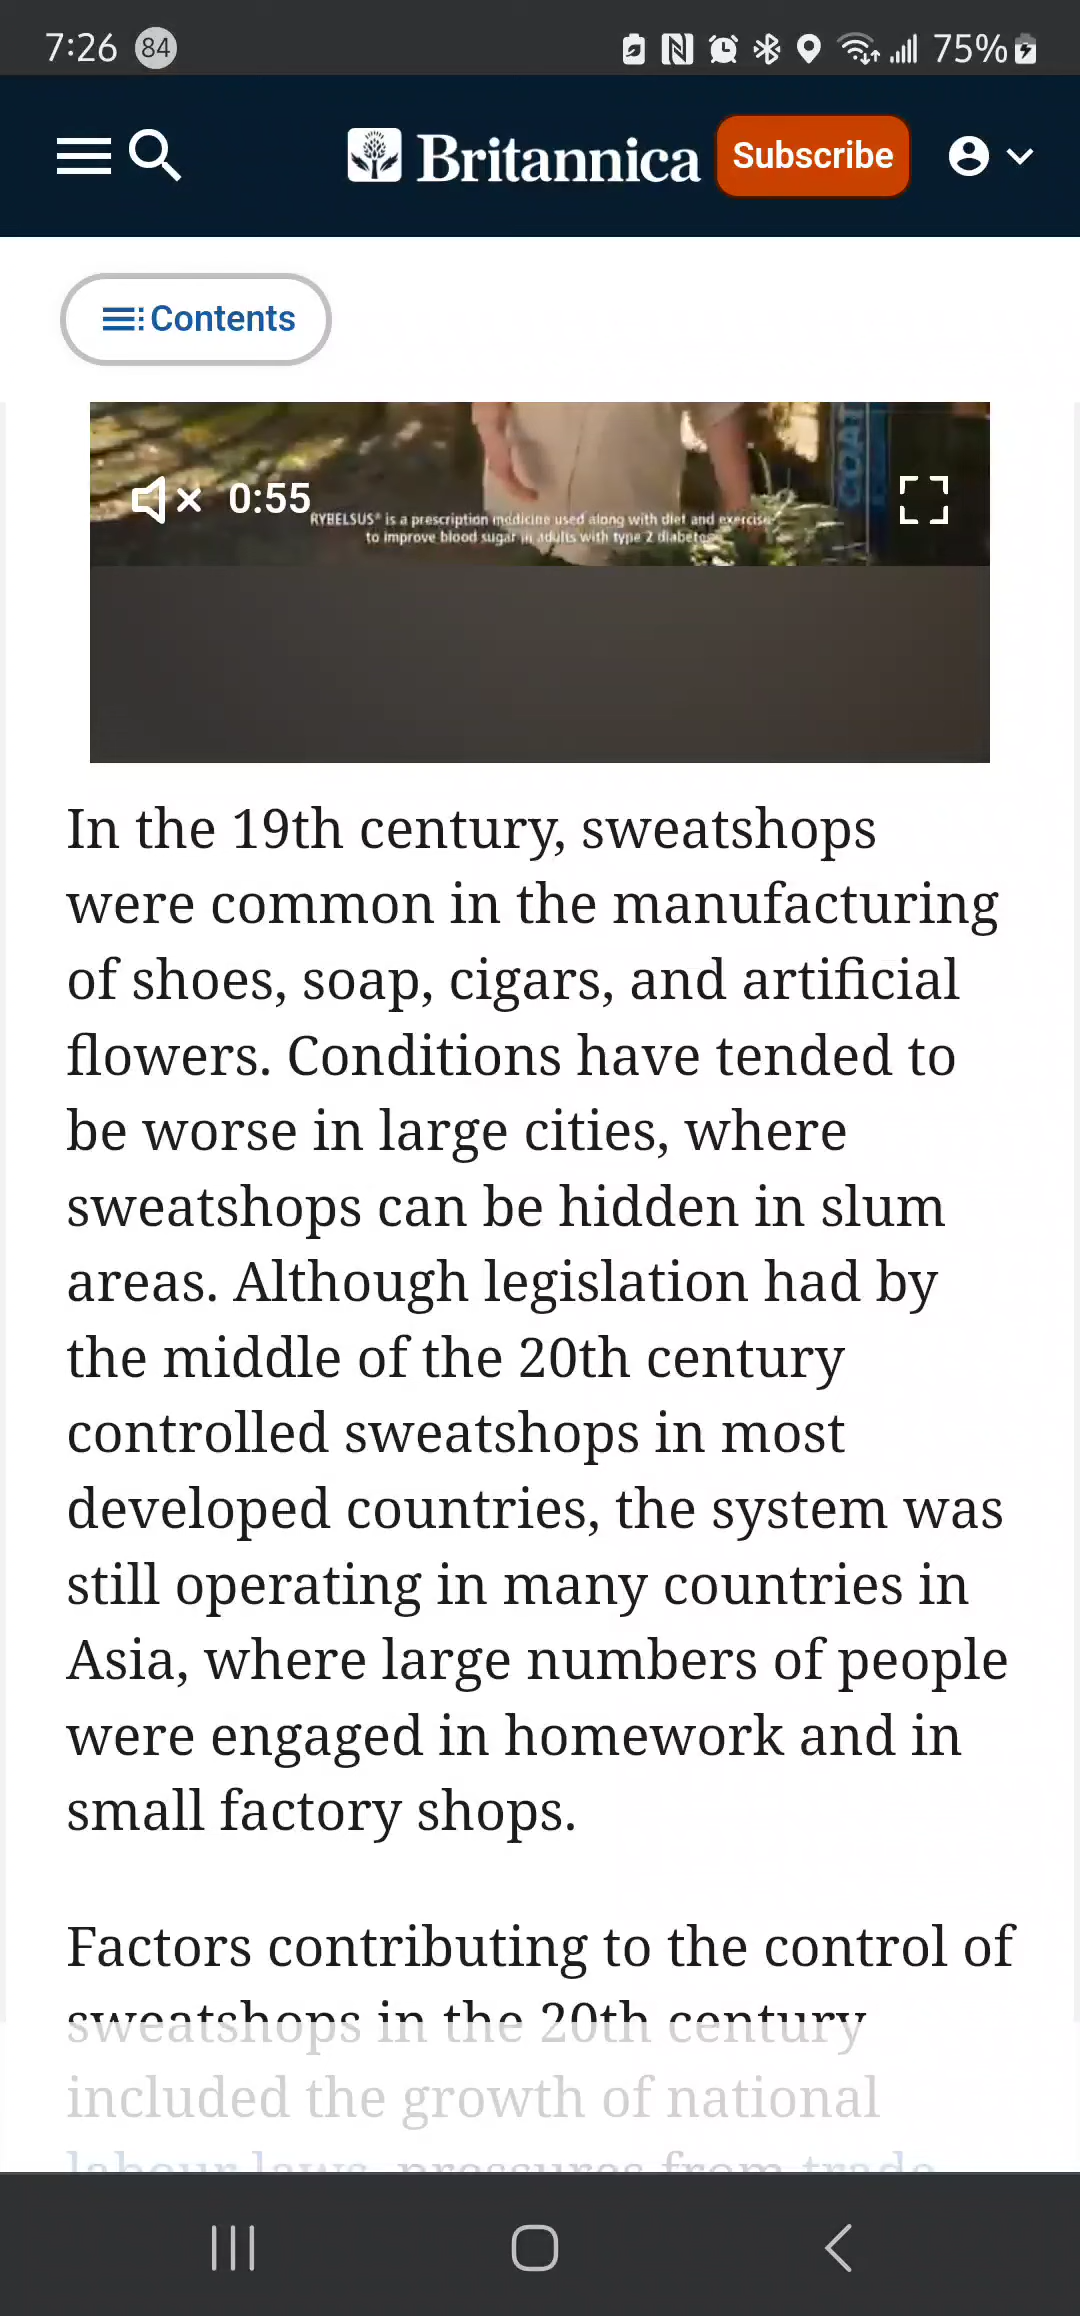 7:26 84 75%
Britannica Subscribe
Contents
COAT
0:55
RYBELSUS® is a prescription medicine used along with diet and exercise
to improve blood sugar in adults with type 2 diabetes
In the 19th century, sweatshops
were common in the manufacturing
of shoes, soap, cigars, and artificial
flowers. Conditions have tended to
be worse in large cities, where
sweatshops can be hidden in slum
areas. Although legislation had by
the middle of the 20th century
controlled sweatshops in most
developed countries, the system was
still operating in many countries in
Asia, where large numbers of people
were engaged in homework and in
small factory shops.
Factors contributing to the control of
sweatshops in the 20th century
included the growth of national
labour laws, pressures from trade